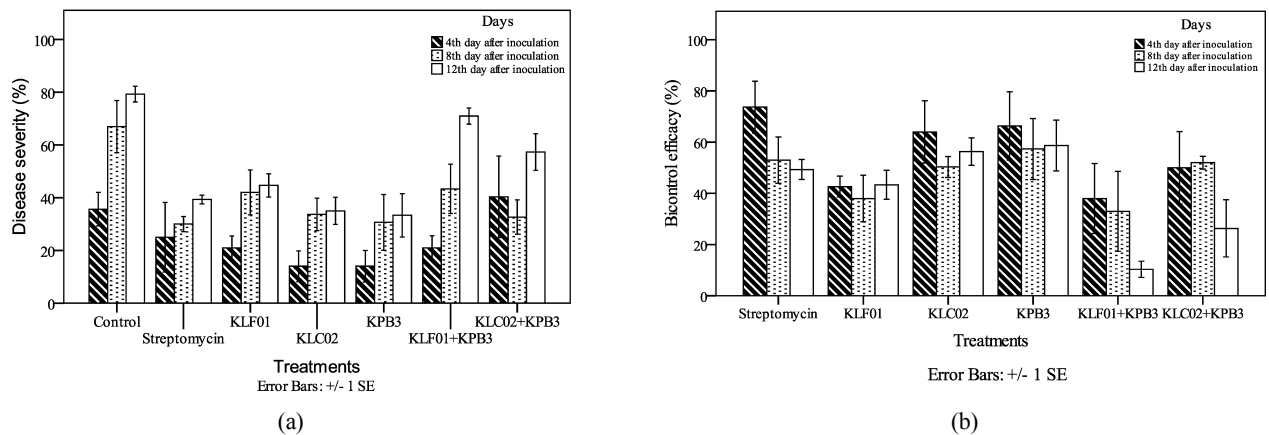 Days
4th day after inoculation
8th day after inoculation
12th day after inoculation
100
80
60
40
20
0
Disease severity (%)
Control
Streptomycin
KLF01
KLC02
KPB3
KLF01+KPB3
KLC02+KPB3
Treatments
Error Bars: +/- 1 SE
(a)
Days
4th day after inoculation
8th day after inoculation
12th day after inoculation
100
80
60
40
20
0
Bicontrol efficacy (%)
Streptomycin
KLF01
KLC02
KPB3
KLF01+KPB3
KLC02+KPB3
Treatments
Error Bars: +/- 1 SE
(b)